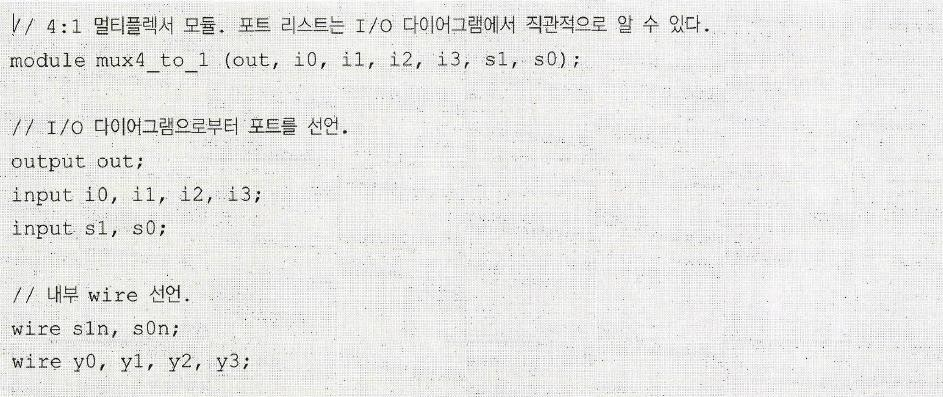 // 4:1 멀티플렉서 모듈. 포트 리스트는 I/O 다이어그램에서 직관적으로 알 수 있다.
module mux4_to_1 (out, i0, i1, i2, i3, s1, s0);
// I/O 다이어그램으로부터 포트를 선언.
output out;
input i0, i1, i2, i3;
input s1, s0;
// 내부 wire 선언.
wire s1n, s0n;
wire y0, y1, y2, y3;